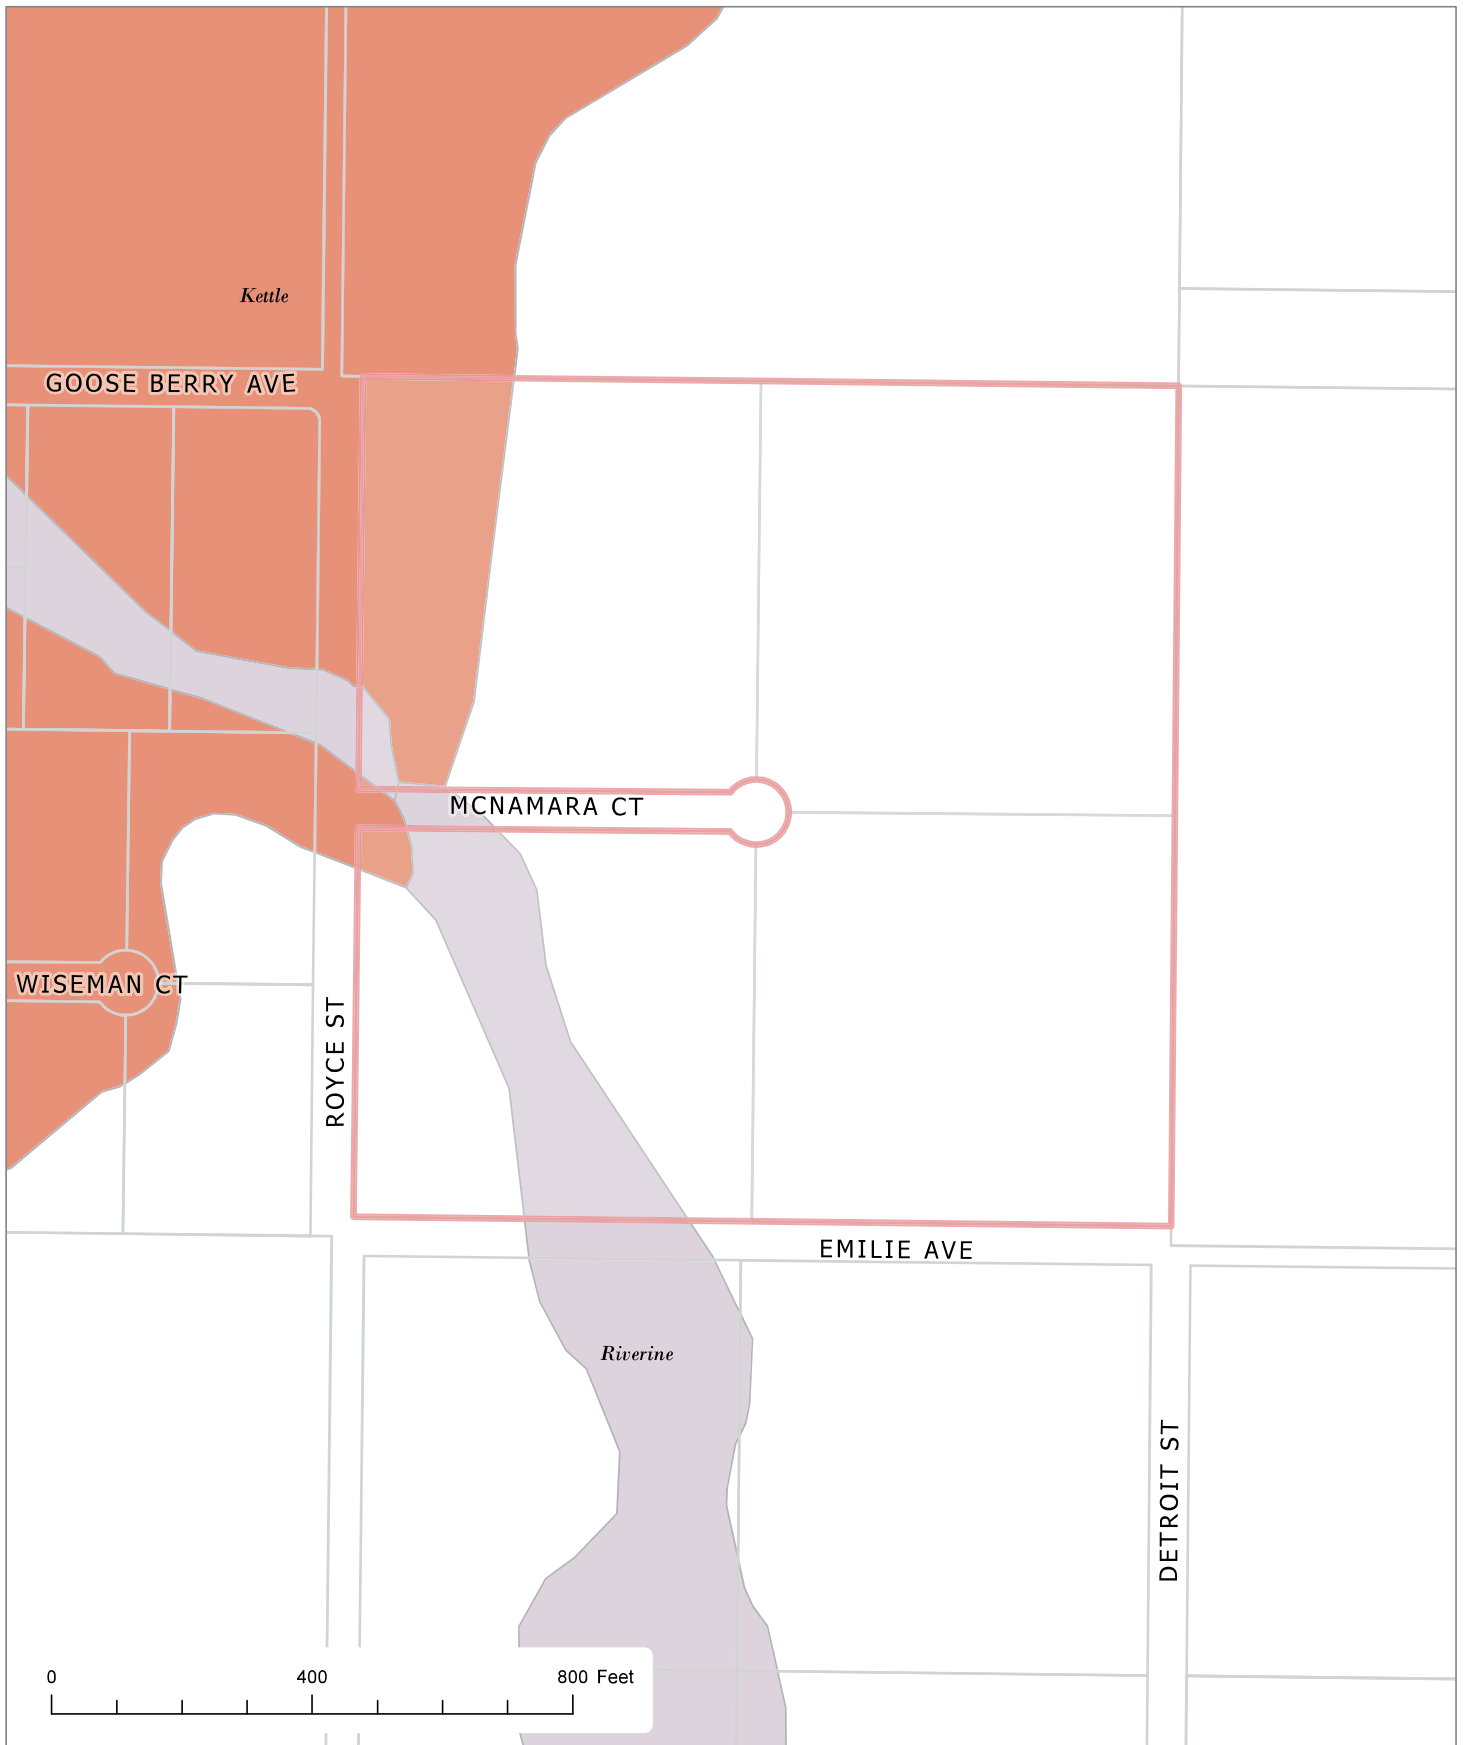 Kettle
GOOSE BERRY AVE
MCNAMARA CT
WISEMAN CT
ROYCE ST
EMILIE AVE
Riverine
DETROIT ST
0 400 800 Feet